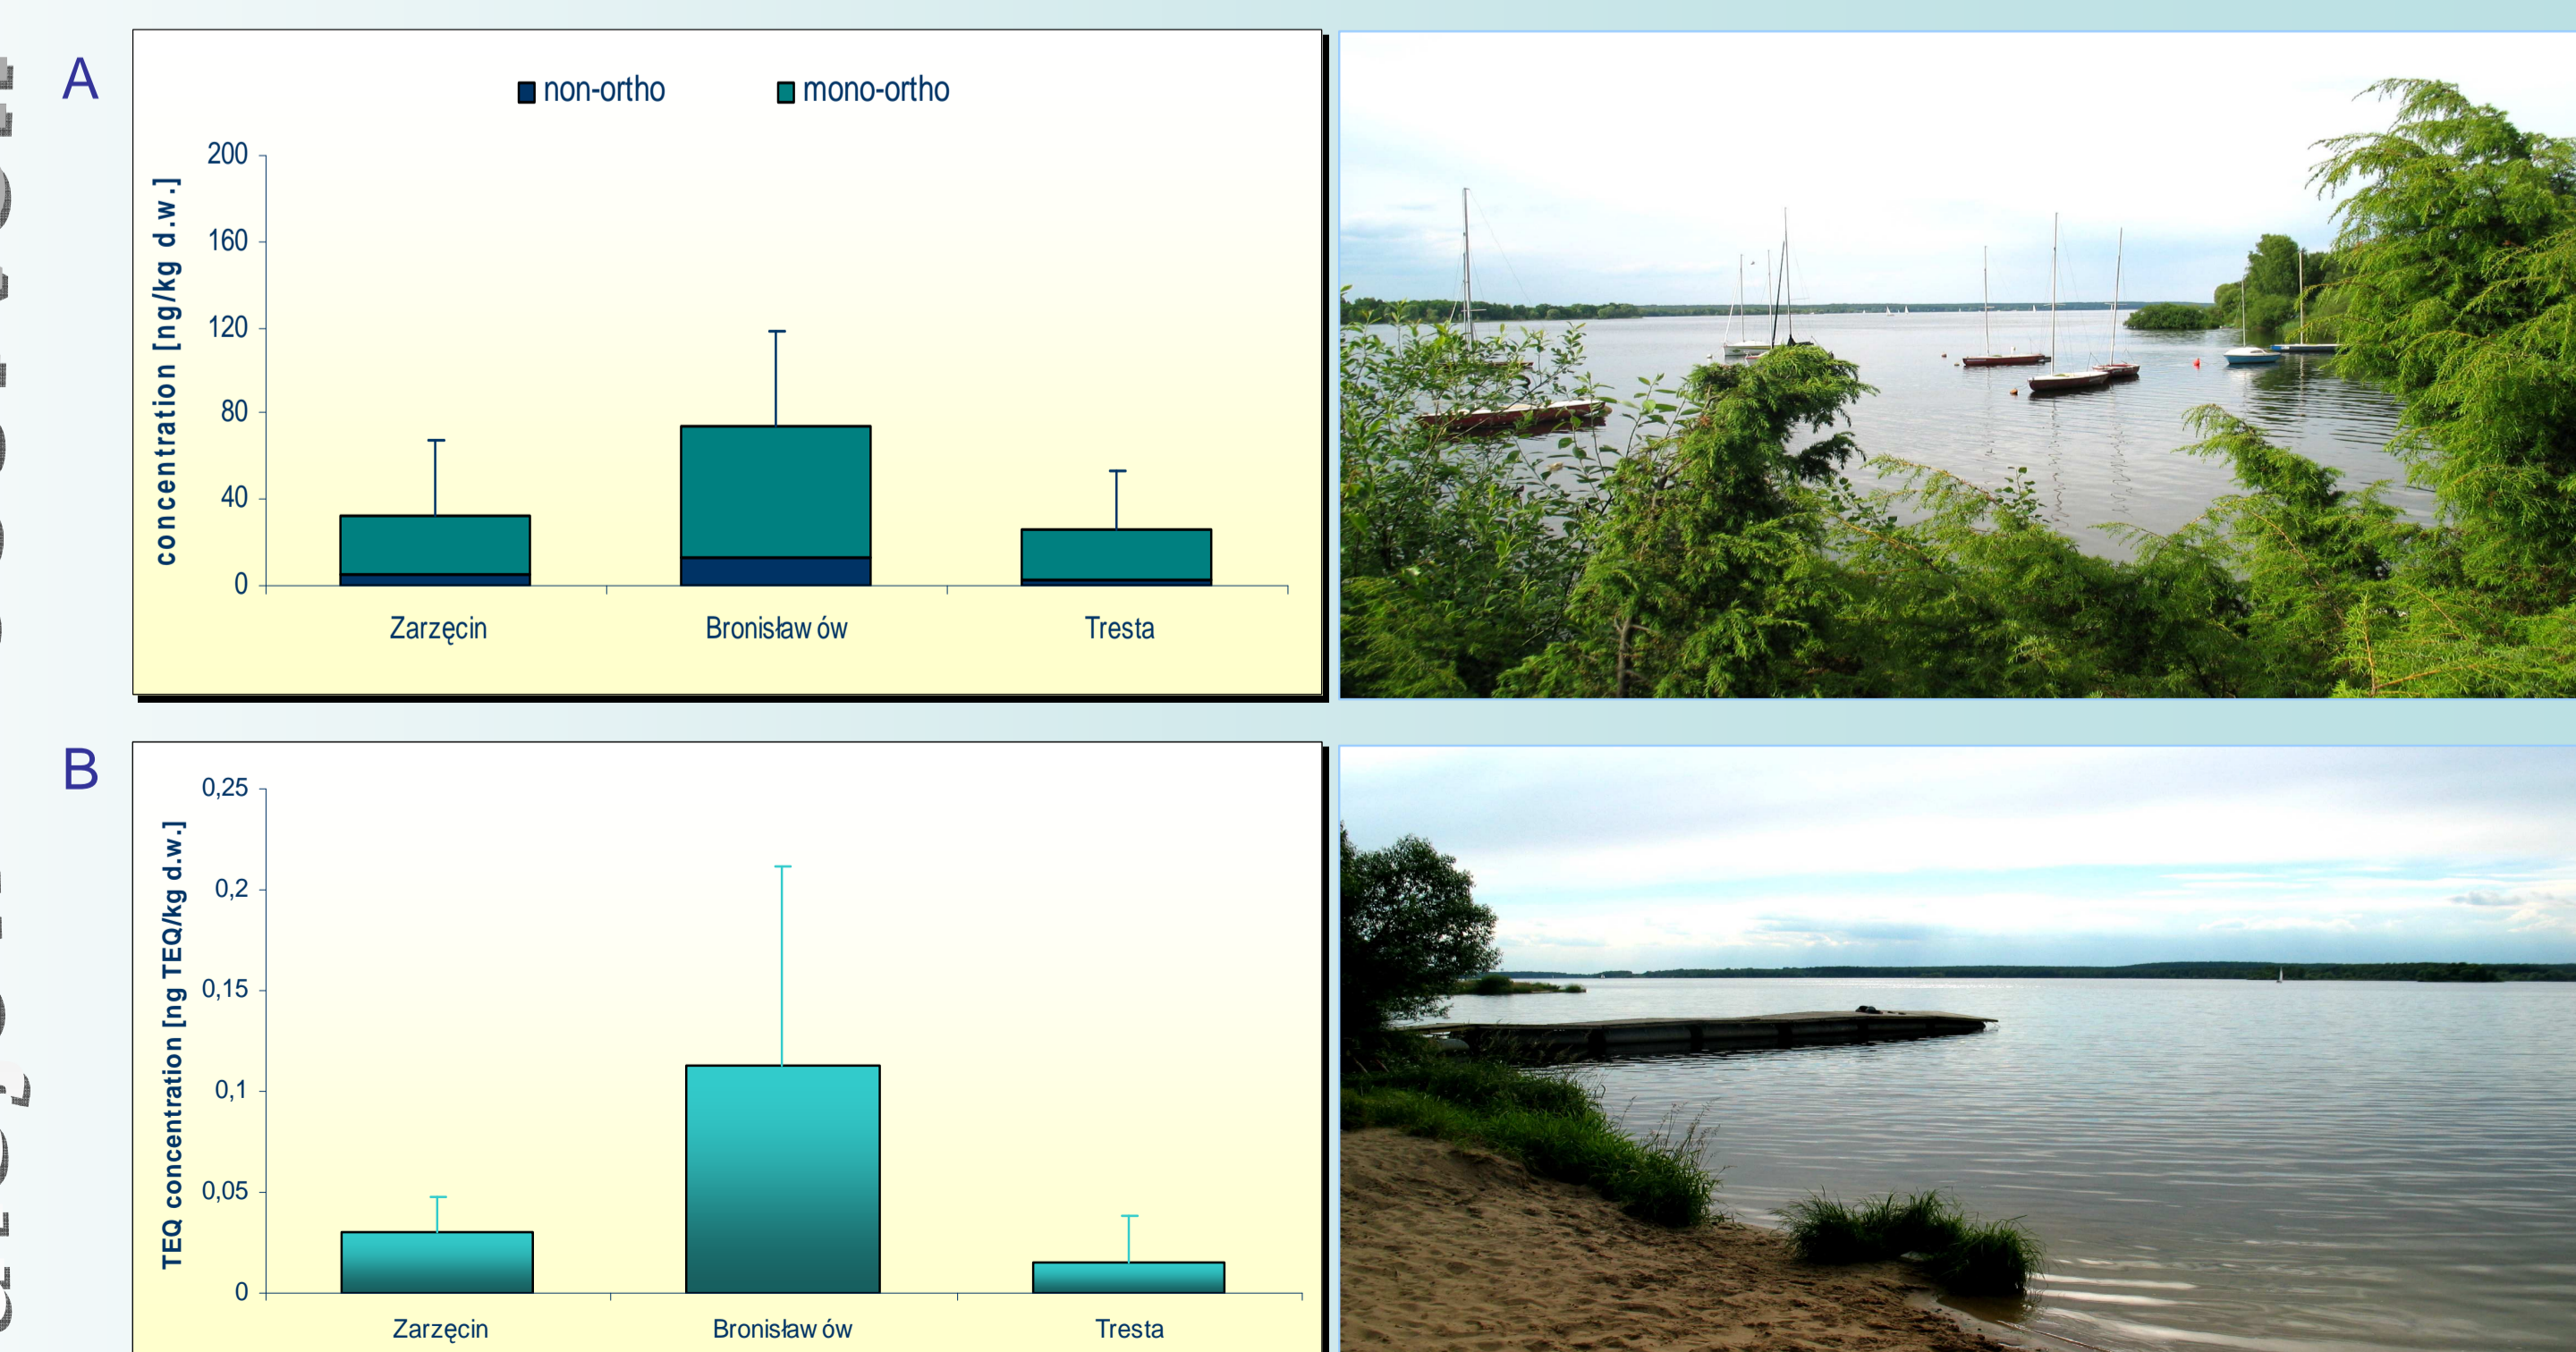 A
non-ortho mono-ortho
concentration [ng/kg d.w.]
200
160
120
80
40
0
Zarzęcin Bronisław ów Tresta
B
TEQ concentration [ng TEQ/kg d.w.]
0,25
0,2
0,15
0,1
0,05
0
Zarzęcin Bronisław ów Tresta